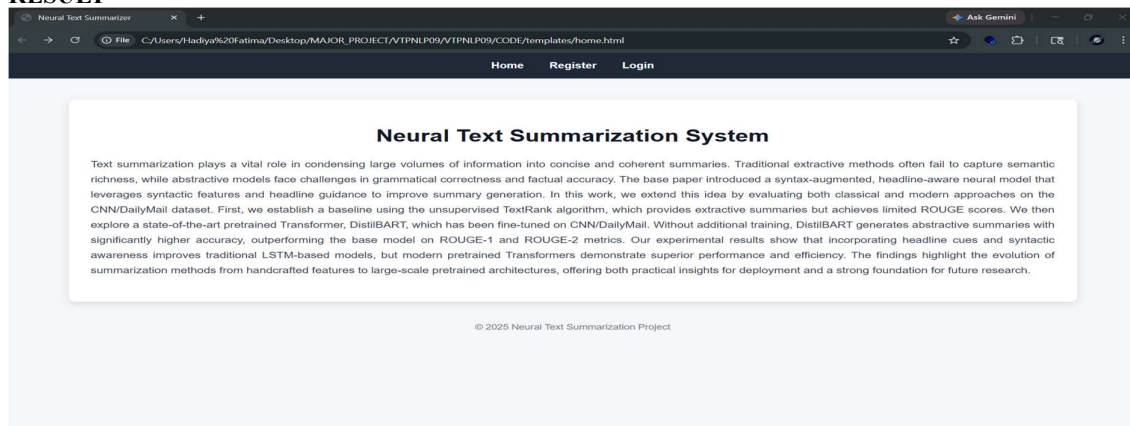 RESULT
Neural Text Summarizer
Ask Gemini
File C:/Users/Hadiya%20Fatima/Desktop/MAJOR_PROJECT/VTPNLP09/VTPNLP09/CODE/templates/home.html
Home Register Login
Neural Text Summarization System
Text summarization plays a vital role in condensing large volumes of information into concise and coherent summaries. Traditional extractive methods often fail to capture semantic
richness, while abstractive models face challenges in grammatical correctness and factual accuracy. The base paper introduced a syntax-augmented, headline-aware neural model that
leverages syntactic features and headline guidance to improve summary generation. In this work, we extend this idea by evaluating both classical and modern approaches on the
CNN/DailyMail dataset. First, we establish a baseline using the unsupervised TextRank algorithm, which provides extractive summaries but achieves limited ROUGE scores. We then
explore a state-of-the-art pretrained Transformer, DistilBART, which has been fine-tuned on CNN/DailyMail. Without additional training, DistilBART generates abstractive summaries with
significantly higher accuracy, outperforming the base model on ROUGE-1 and ROUGE-2 metrics. Our experimental results show that incorporating headline cues and syntactic
awareness improves traditional LSTM-based models, but modern pretrained Transformers demonstrate superior performance and efficiency. The findings highlight the evolution of
summarization methods from handcrafted features to large-scale pretrained architectures, offering both practical insights for deployment and a strong foundation for future research.
© 2025 Neural Text Summarization Project